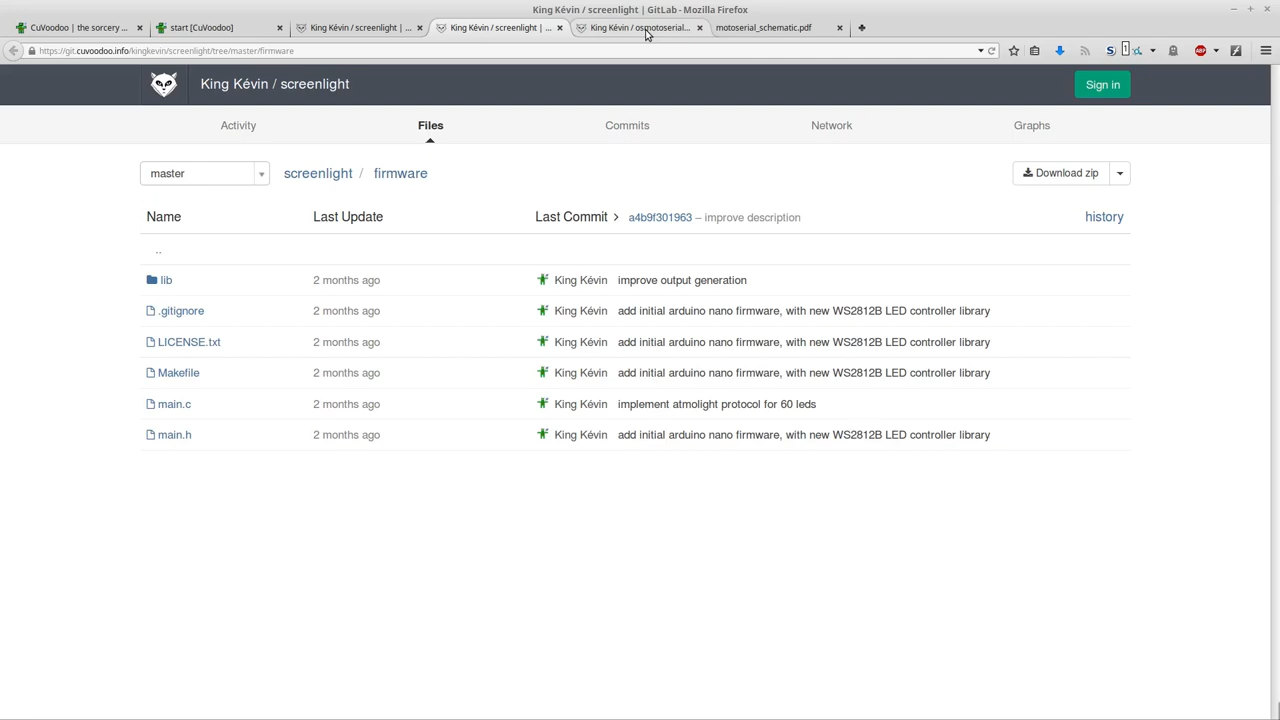 King Kévin / screenlight | GitLab - Mozilla Firefox
CuVoodoo | the sorcery ...
start [CuVoodoo]
King Kévin / screenlight | ...
King Kévin / screenlight | ...
King Kévin / osmotoserial...
motoserial_schematic.pdf
https://git.cuvoodoo.info/kingkevin/screenlight/tree/master/firmware
S
1
ABP
King Kévin / screenlight
Sign in
Activity
Files
Commits
Network
Graphs
master
screenlight / firmware
Download zip
Name Last Update Last Commit > a4b9f301963 – improve description history
..
lib 2 months ago King Kévin improve output generation
.gitignore 2 months ago King Kévin add initial arduino nano firmware, with new WS2812B LED controller library
LICENSE.txt 2 months ago King Kévin add initial arduino nano firmware, with new WS2812B LED controller library
Makefile 2 months ago King Kévin add initial arduino nano firmware, with new WS2812B LED controller library
main.c 2 months ago King Kévin implement atmolight protocol for 60 leds
main.h 2 months ago King Kévin add initial arduino nano firmware, with new WS2812B LED controller library